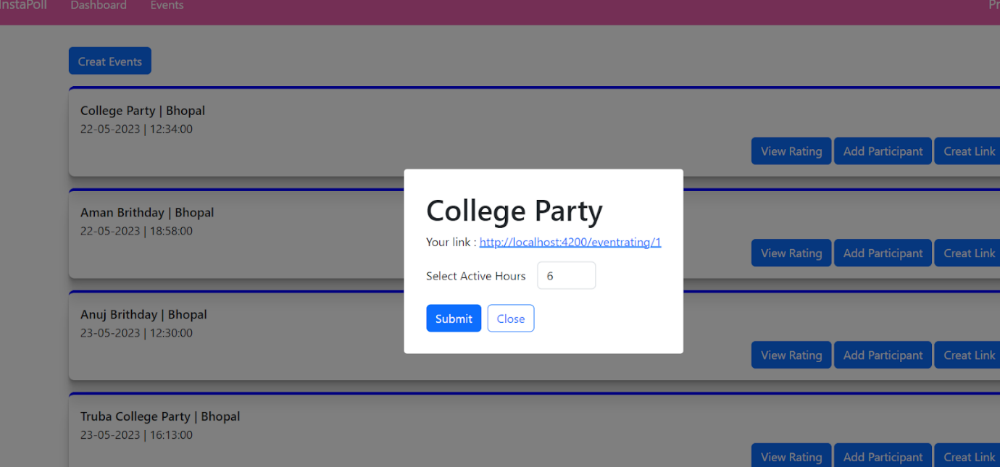 InstaPoll Dashboard Events
Creat Events
College Party | Bhopal
22-05-2023 | 12:34:00
View Rating Add Participant Creat Link
Aman Brithday | Bhopal
22-05-2023 | 18:58:00
View Rating Add Participant Creat Link
Anuj Brithday | Bhopal
23-05-2023 | 12:30:00
View Rating Add Participant Creat Link
Truba College Party | Bhopal
23-05-2023 | 16:13:00
View Rating Add Participant Creat Link
College Party
Your link : http://localhost:4200/eventrating/1
Select Active Hours 6
Submit Close